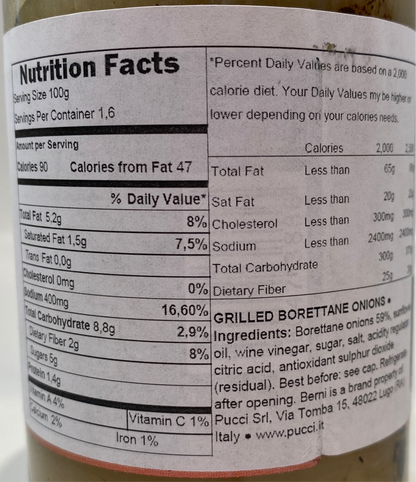 Nutrition Facts
Serving Size 100g
Servings Per Container 1,6
Amount per Serving
Calories 90 Calories from Fat 47
% Daily Value*
Total Fat 5.2g 8%
Saturated Fat 1,5g 7,5%
Trans Fat 0,0g
Cholesterol 0mg 0%
Sodium 400mg 16,60%
Total Carbohydrate 8,8g 2,9%
Dietary Fiber 2g 8%
Sugars 5g
Protein 1,4g
Vitamin A 4% Vitamin C 1%
Calcium 2% Iron 1%
*Percent Daily Values are based on a 2,000
calorie diet. Your Daily Values my be higher or
lower depending on your calories needs.
Calories 2,000
Total Fat Less than 65g
Sat Fat Less than 20g
Cholesterol Less than 300mg
Sodium Less than 2400mg
Total Carbohydrate 300g
Dietary Fiber 25g
GRILLED BORETTANE ONIONS •
Ingredients: Borettane onions 59%, sunflower
oil, wine vinegar, sugar, salt, acidity regulator
citric acid, antioxidant sulphur dioxide
(residual). Best before: see cap. Refrigerate
after opening. Berni is a brand property of
Pucci Srl, Via Tomba 15, 48022 Lugo (RA)
Italy • www.pucci.it